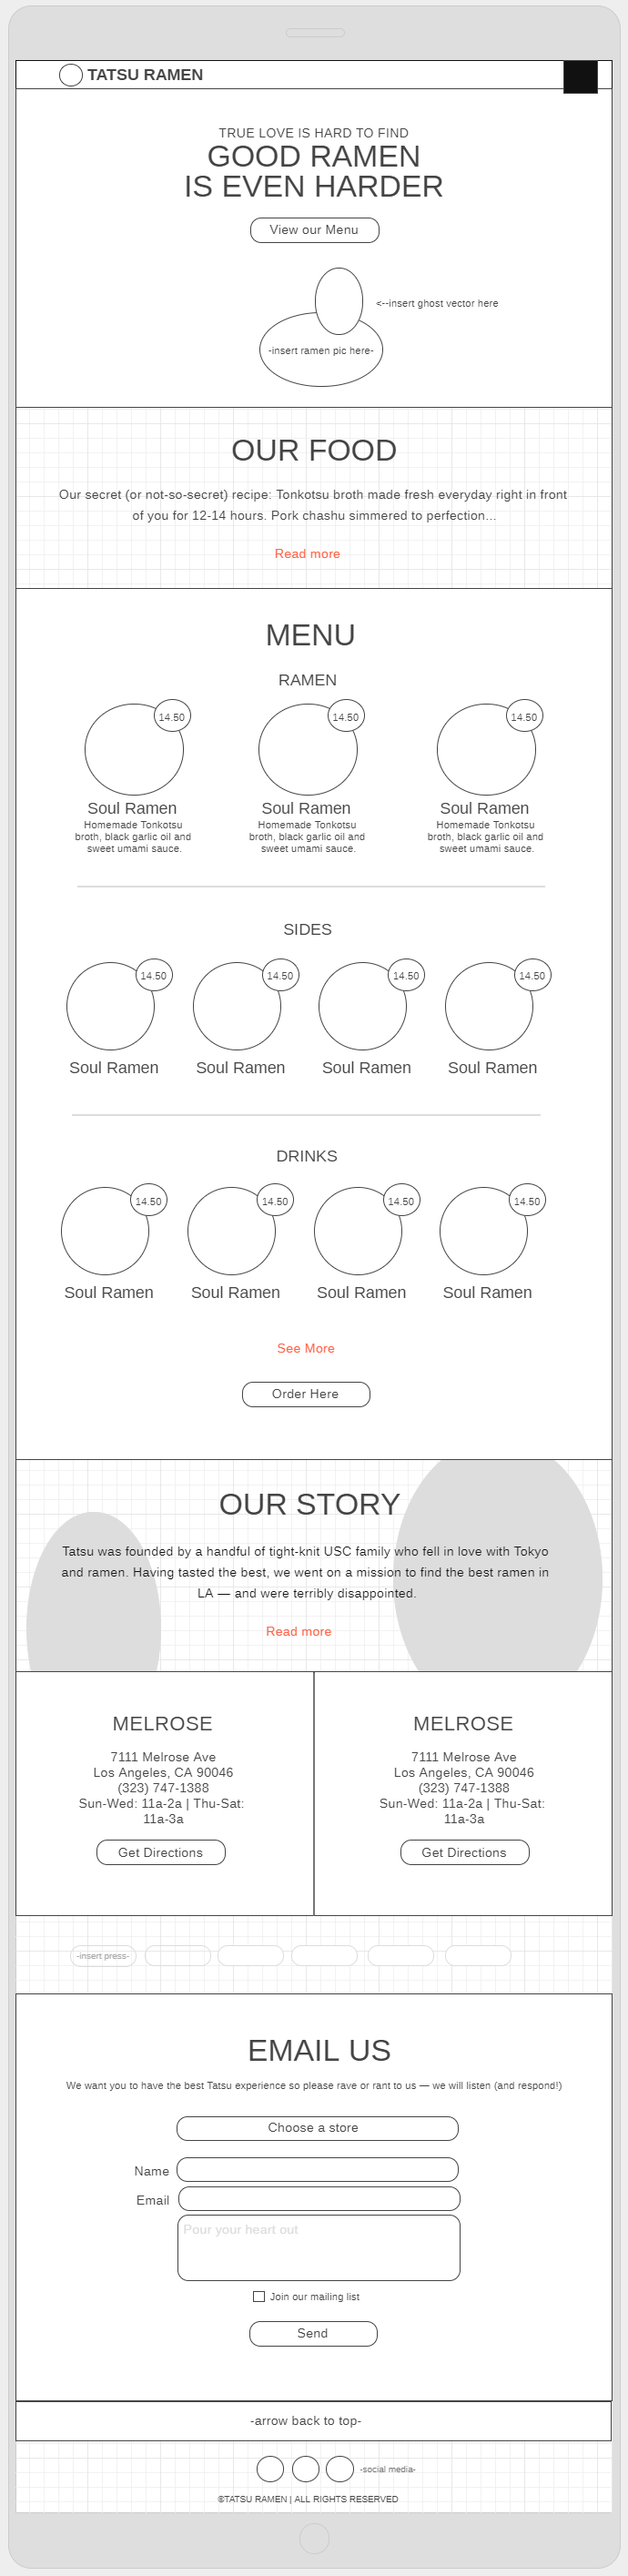 TATSU RAMEN
TRUE LOVE IS HARD TO FIND
GOOD RAMEN
IS EVEN HARDER
View our Menu
<--insert ghost vector here
-insert ramen pic here-
OUR FOOD
Our secret (or not-so-secret) recipe: Tonkotsu broth made fresh everyday right in front
of you for 12-14 hours. Pork chashu simmered to perfection...
Read more
MENU
RAMEN
14.50 14.50 14.50
Soul Ramen Soul Ramen Soul Ramen
Homemade Tonkotsu Homemade Tonkotsu Homemade Tonkotsu
broth, black garlic oil and broth, black garlic oil and broth, black garlic oil and
sweet umami sauce. sweet umami sauce. sweet umami sauce.
SIDES
14.50 14.50 14.50 14.50
Soul Ramen Soul Ramen Soul Ramen Soul Ramen
DRINKS
14.50 14.50 14.50 14.50
Soul Ramen Soul Ramen Soul Ramen Soul Ramen
See More
Order Here
OUR STORY
Tatsu was founded by a handful of tight-knit USC family who fell in love with Tokyo
and ramen. Having tasted the best, we went on a mission to find the best ramen in
LA — and were terribly disappointed.
Read more
MELROSE
7111 Melrose Ave
Los Angeles, CA 90046
(323) 747-1388
Sun-Wed: 11a-2a | Thu-Sat:
11a-3a
Get Directions
MELROSE
7111 Melrose Ave
Los Angeles, CA 90046
(323) 747-1388
Sun-Wed: 11a-2a | Thu-Sat:
11a-3a
Get Directions
-insert press-
EMAIL US
We want you to have the best Tatsu experience so please rave or rant to us — we will listen (and respond!)
Choose a store
Name
Email
Pour your heart out
Join our mailing list
Send
-arrow back to top-
-social media-
©TATSU RAMEN | ALL RIGHTS RESERVED